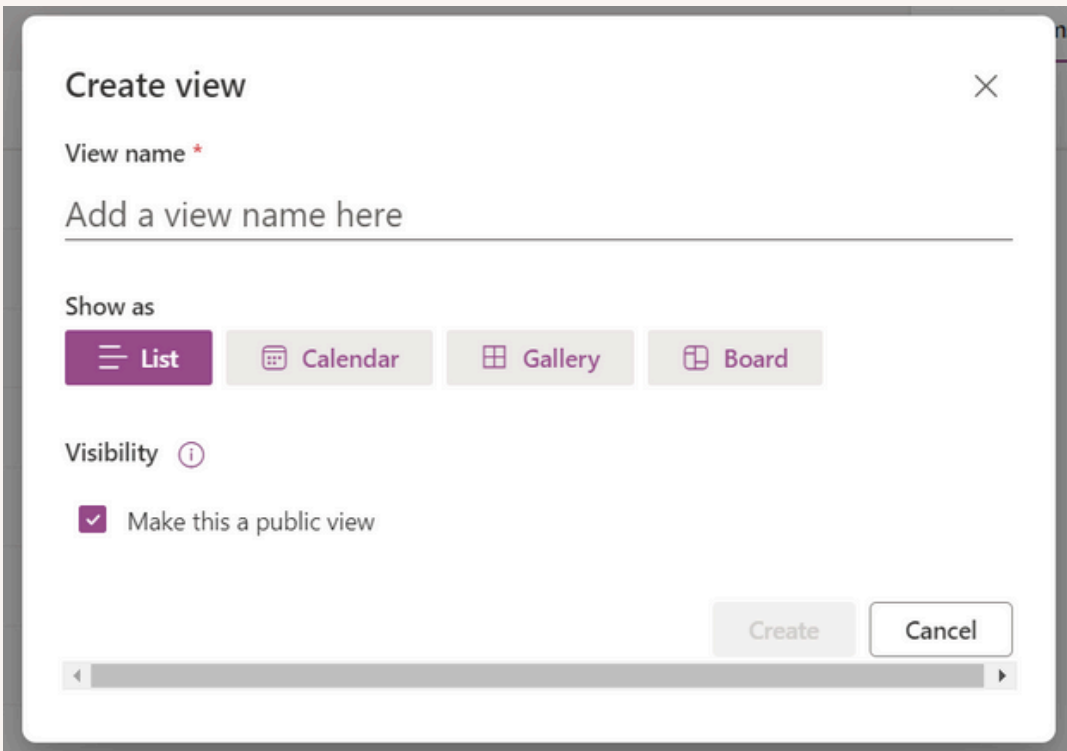 Create view
View name *
Add a view name here
Show as
List
Calendar
Gallery
Board
Visibility
Make this a public view
Create
Cancel